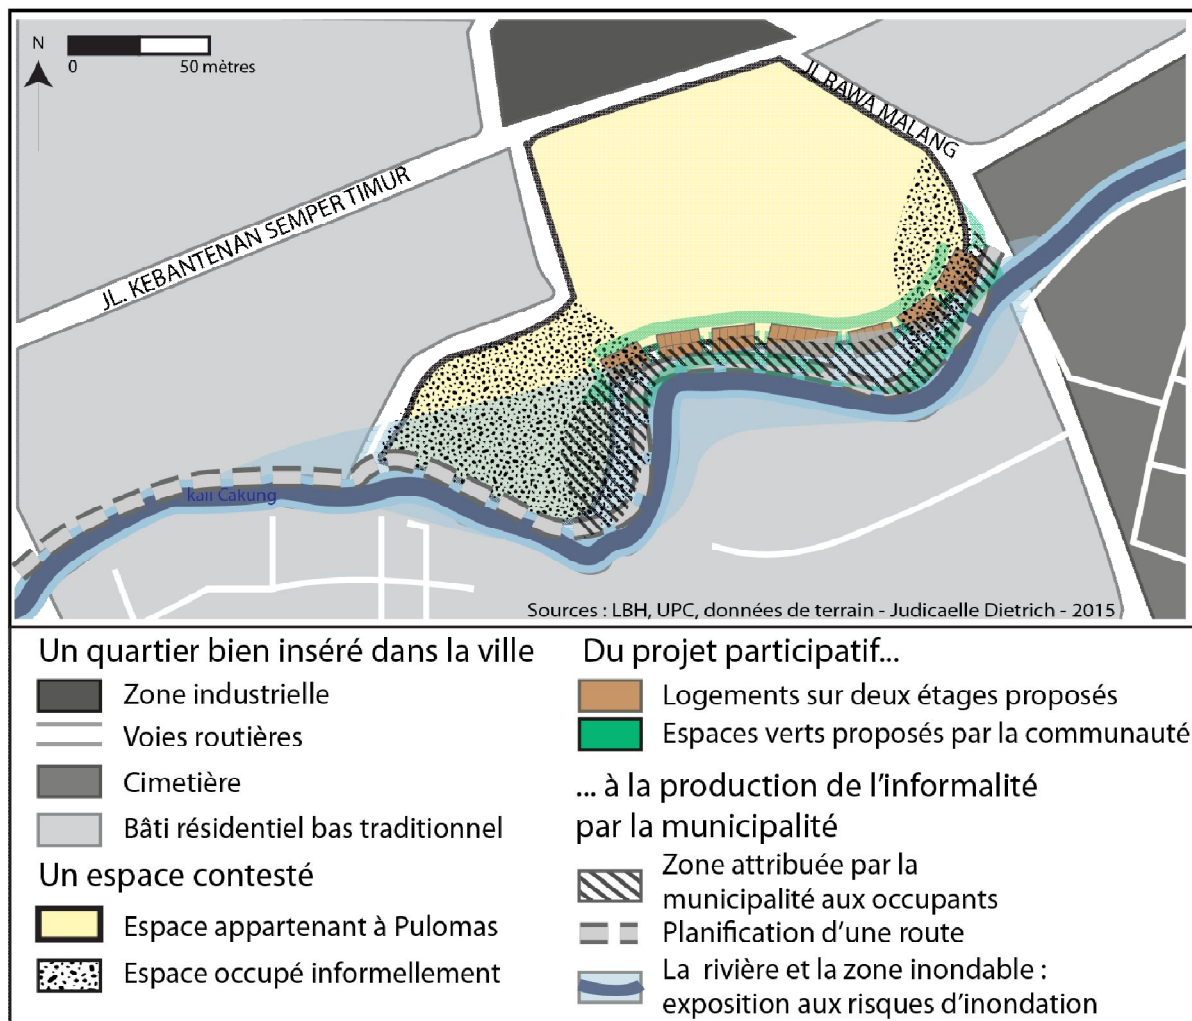 N
0 50 mètres
JL RAWA MALANG
JL. KEBANTENAN SEMPER TIMUR
kali Cakung
Sources : LBH, UPC, données de terrain - Judicaelle Dietrich - 2015
Un quartier bien inséré dans la ville
Zone industrielle
Voies routières
Cimetière
Bâti résidentiel bas traditionnel
Un espace contesté
Espace appartenant à Pulomas
Espace occupé informellement
Du projet participatif...
Logements sur deux étages proposés
Espaces verts proposés par la communauté
... à la production de l'informalité
par la municipalité
Zone attribuée par la
municipalité aux occupants
Planification d'une route
La rivière et la zone inondable :
exposition aux risques d'inondation